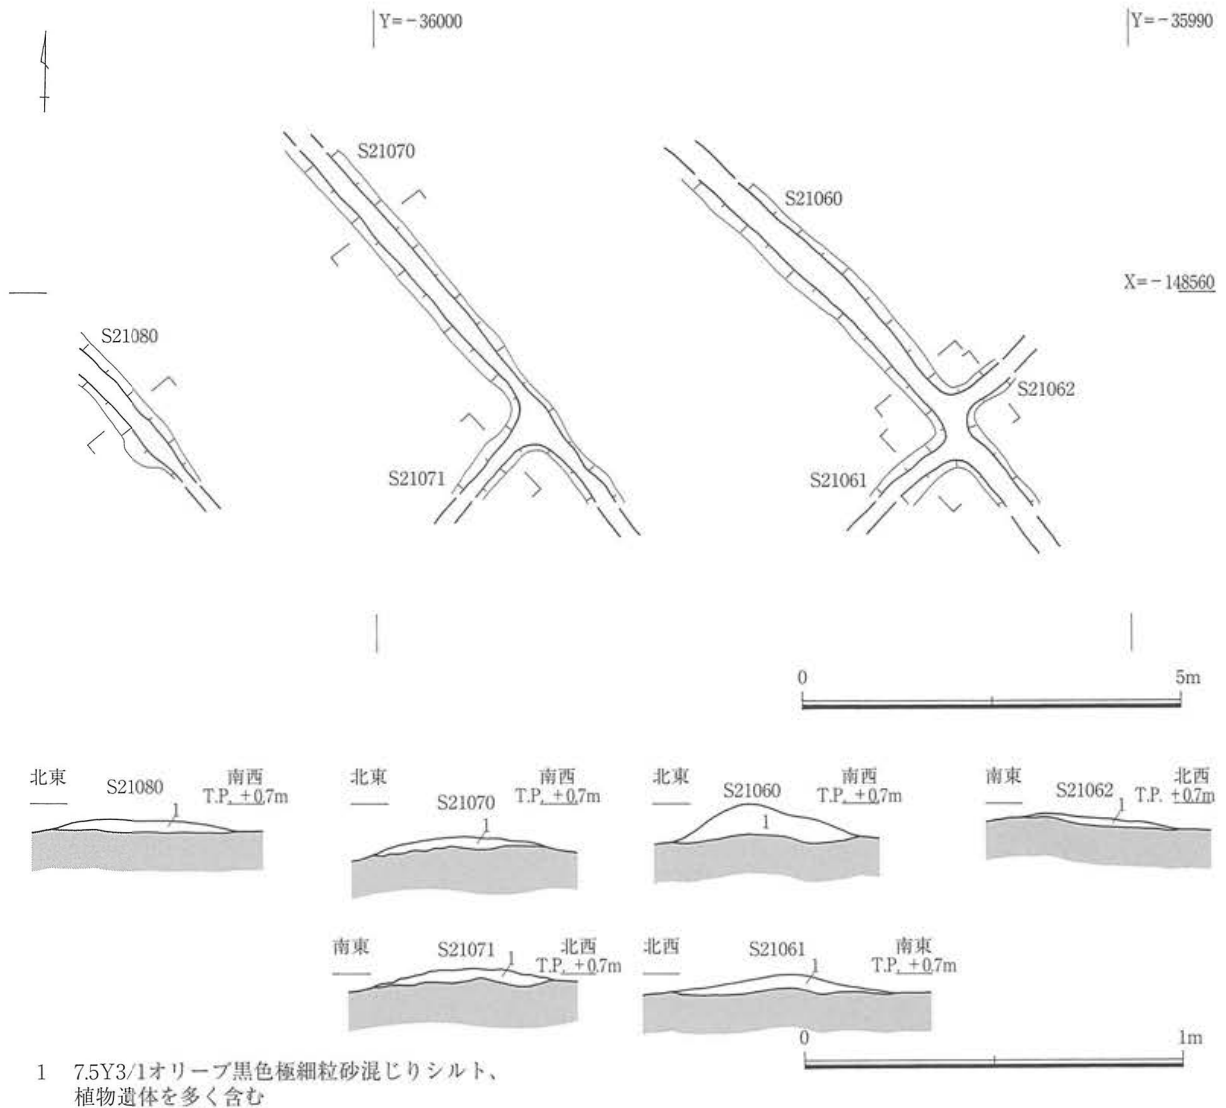 Y=−36000
Y=−35990
S21070
S21060
X=−148560
S21080
S21062
S21071
S21061
0 5m
北東 S21080 南西
T.P. +0.7m
1
北東 S21070 南西
T.P. +0.7m
1
北東 S21060 南西
T.P. +0.7m
1
南東 S21062 北西
T.P. +0.7m
1
南東 S21071 北西
T.P. +0.7m
1
北西 S21061 南東
T.P. +0.7m
1
0 1m
1 7.5Y3/1オリーブ黒色極細粒砂混じりシルト、
植物遺体を多く含む